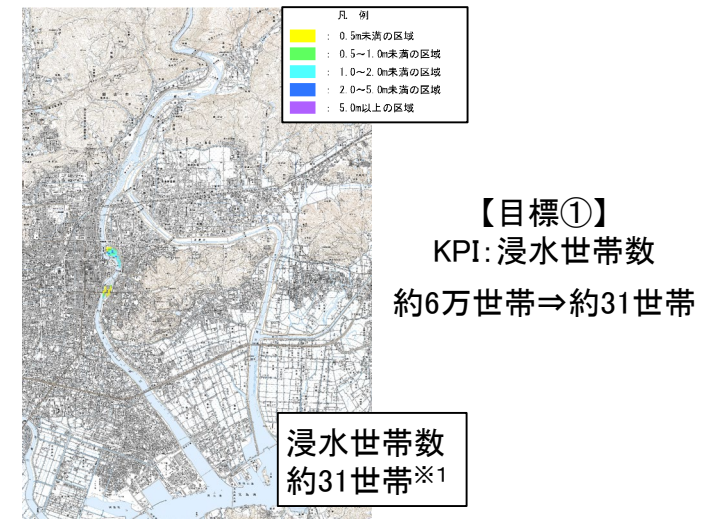 凡 例
: 0.5m未満の区域
: 0.5～1.0m未満の区域
: 1.0～2.0m未満の区域
: 2.0～5.0m未満の区域
: 5.0m以上の区域
【目標①】
KPI：浸水世帯数
約6万世帯⇒約31世帯
浸水世帯数
約31世帯※1